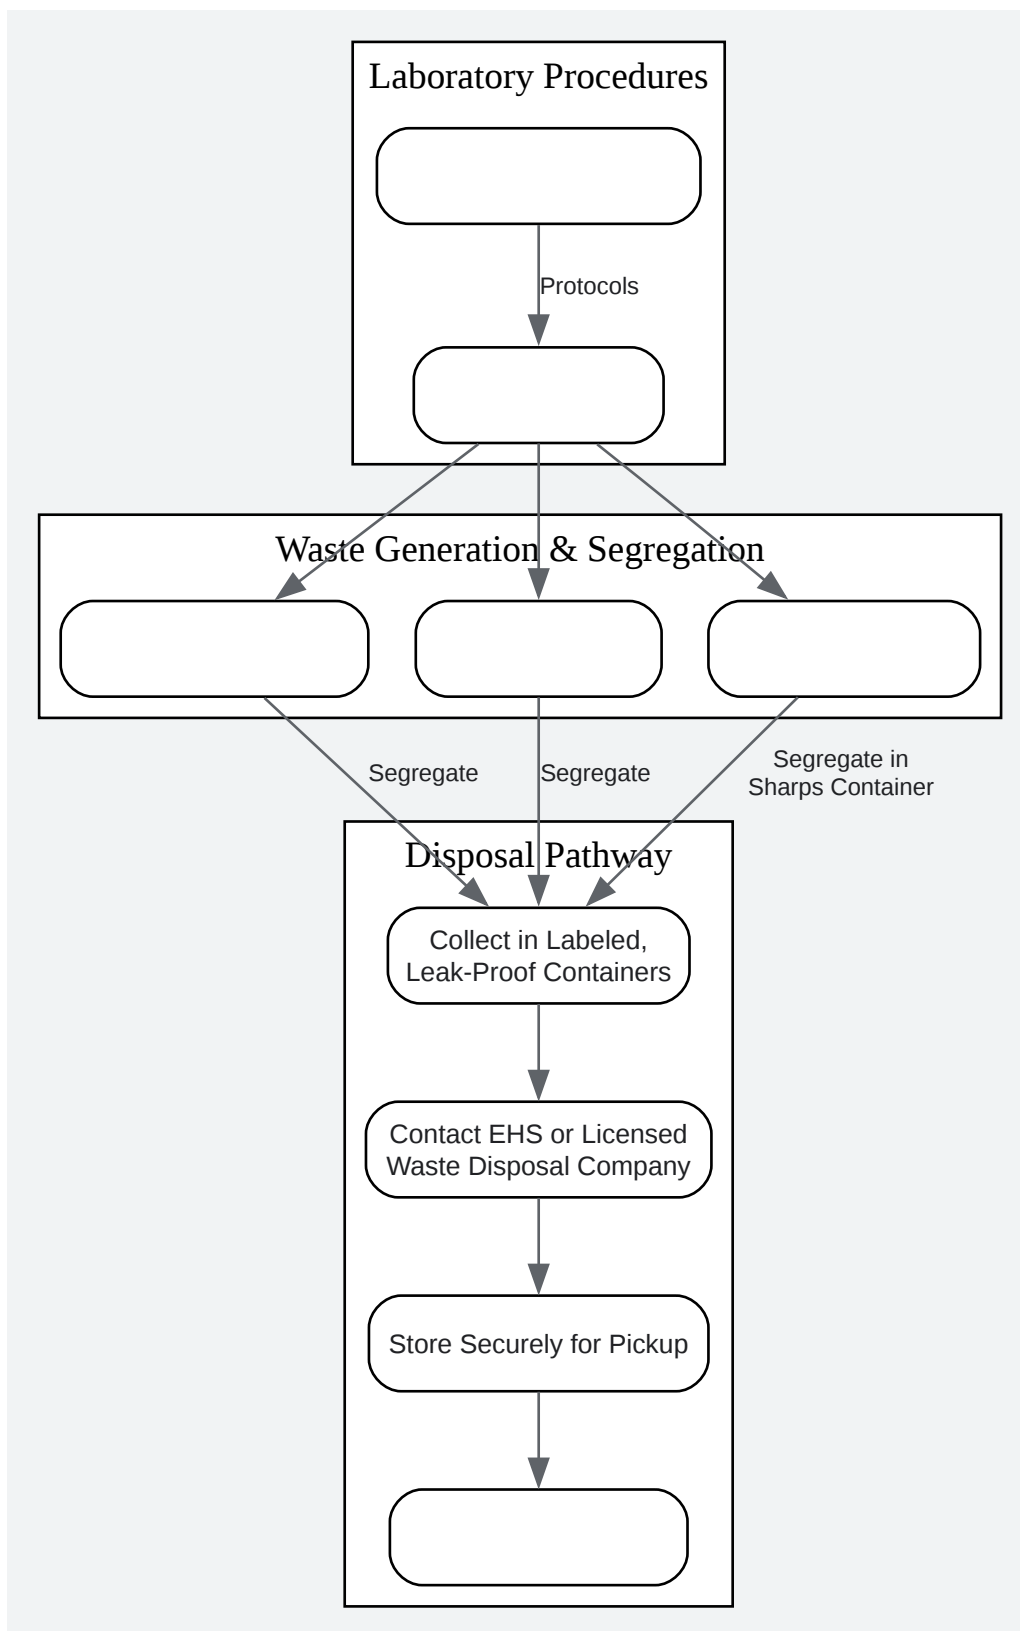 Laboratory Procedures
Protocols
Waste Generation & Segregation
Segregate
Segregate
Segregate in
Sharps Container
Disposal Pathway
Collect in Labeled,
Leak-Proof Containers
Contact EHS or Licensed
Waste Disposal Company
Store Securely for Pickup